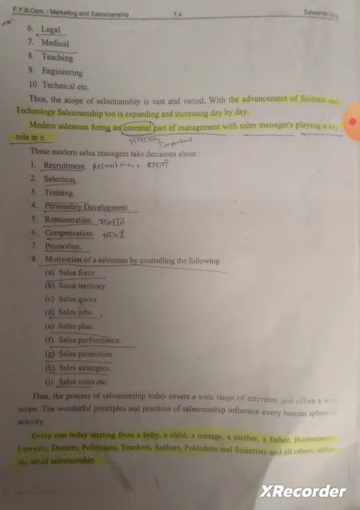 F.Y.B.Com. : Marketing and Salesmanship 7.4 Salesmanship
6. Legal
7. Medical
8. Teaching
9. Engineering
10. Technical etc.
Thus, the scope of salesmanship is vast and varied. With the advancement of Science and
Technology Salesmanship too is expanding and increasing day by day.
Modern salesman forms an essential part of management with sales manager's playing a key
role in it.
Important
These modern sales managers take decisions about :
1. Recruitment
2. Selection,
3. Training,
4. Personality Development
5. Remuneration,
6. Compensation,
7. Promotion,
8. Motivation of a salesman by controlling the following :
(a) Sales force
(b) Sales territory
(c) Sales quota
(d) Sales jobs,
(e) Sales plan
(f) Sales performance
(g) Sales promotion
(h) Sales strategies
(i) Sales costs etc.
Thus, the process of salesmanship today covers a wide range of activities and offers a wide
scope. The wonderful principles and practices of salesmanship influence every human sphere of
activity.
Every one today starting from a baby, a child, a teenage, a mother, a father, Businessmen,
Lawyers, Doctors, Politicians, Teachers, Authors, Publishers and Scientists and all others,
the art of salesmanship
XRecorder